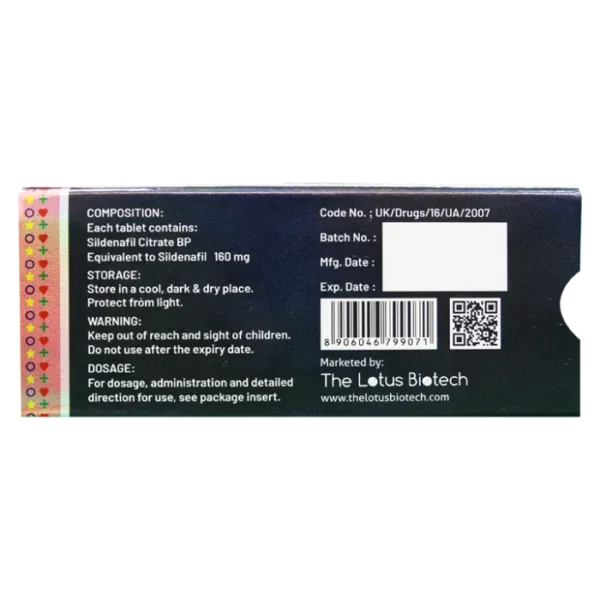 COMPOSITION:
Each tablet contains:
Sildenafil Citrate BP
Equivalent to Sildenafil 160 mg
STORAGE:
Store in a cool, dark & dry place.
Protect from light.
WARNING:
Keep out of reach and sight of children.
Do not use after the expiry date.
DOSAGE:
For dosage, administration and detailed
direction for use, see package insert.
Code No. : UK/Drugs/16/UA/2007
Batch No. :
Mfg. Date :
Exp. Date :
8 906046 799071
Marketed by:
The Lotus Biotech
www.thelotusbiotech.com